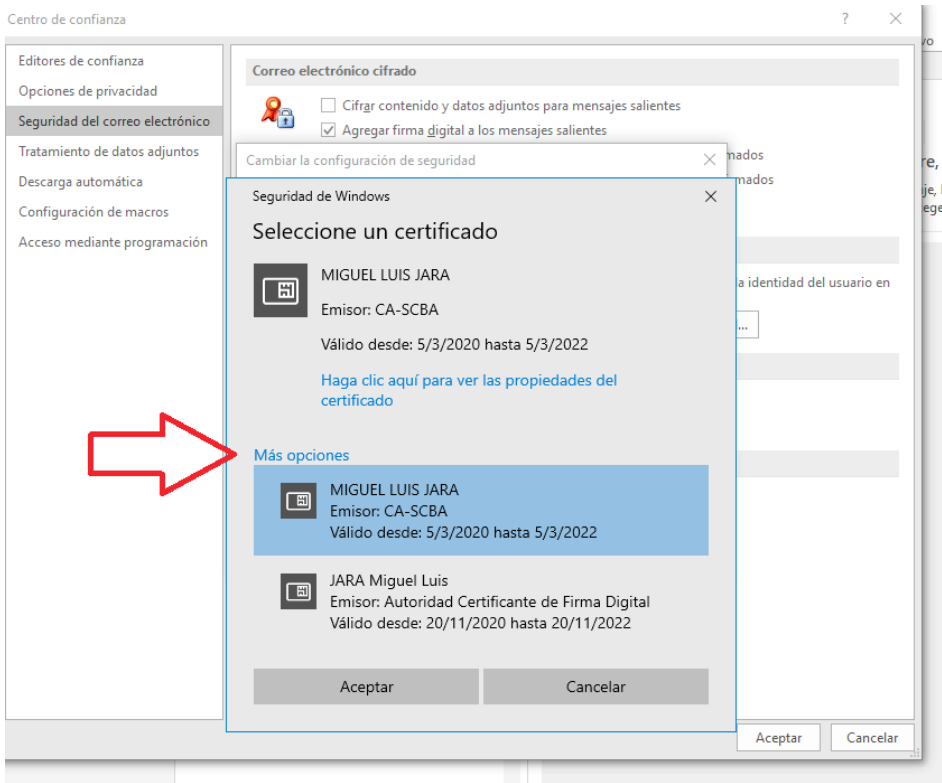 Centro de confianza
?
Editores de confianza
Opciones de privacidad
Seguridad del correo electrónico
Tratamiento de datos adjuntos
Descarga automática
Configuración de macros
Acceso mediante programación
Correo electrónico cifrado
Cifrar contenido y datos adjuntos para mensajes salientes
Agregar firma digital a los mensajes salientes
Cambiar la configuración de seguridad
Seguridad de Windows
Seleccione un certificado
MIGUEL LUIS JARA
Emisor: CA-SCBA
Válido desde: 5/3/2020 hasta 5/3/2022
Haga clic aquí para ver las propiedades del
certificado
Más opciones
MIGUEL LUIS JARA
Emisor: CA-SCBA
Válido desde: 5/3/2020 hasta 5/3/2022
JARA Miguel Luis
Emisor: Autoridad Certificante de Firma Digital
Válido desde: 20/11/2020 hasta 20/11/2022
Aceptar Cancelar
identidad del usuario en
...
Aceptar Cancelar